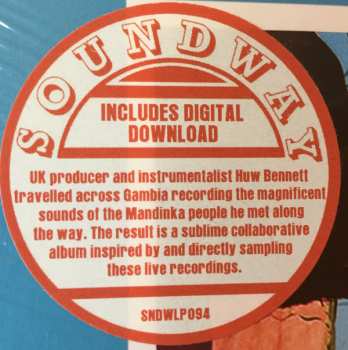 SOUNDWAY
INCLUDES DIGITAL
DOWNLOAD
UK producer and instrumentalist Huw Bennett
travelled across Gambia recording the magnificent
sounds of the Mandinka people he met along
the way. The result is a sublime collaborative
album inspired by and directly sampling
these live recordings.
SNDWLP094